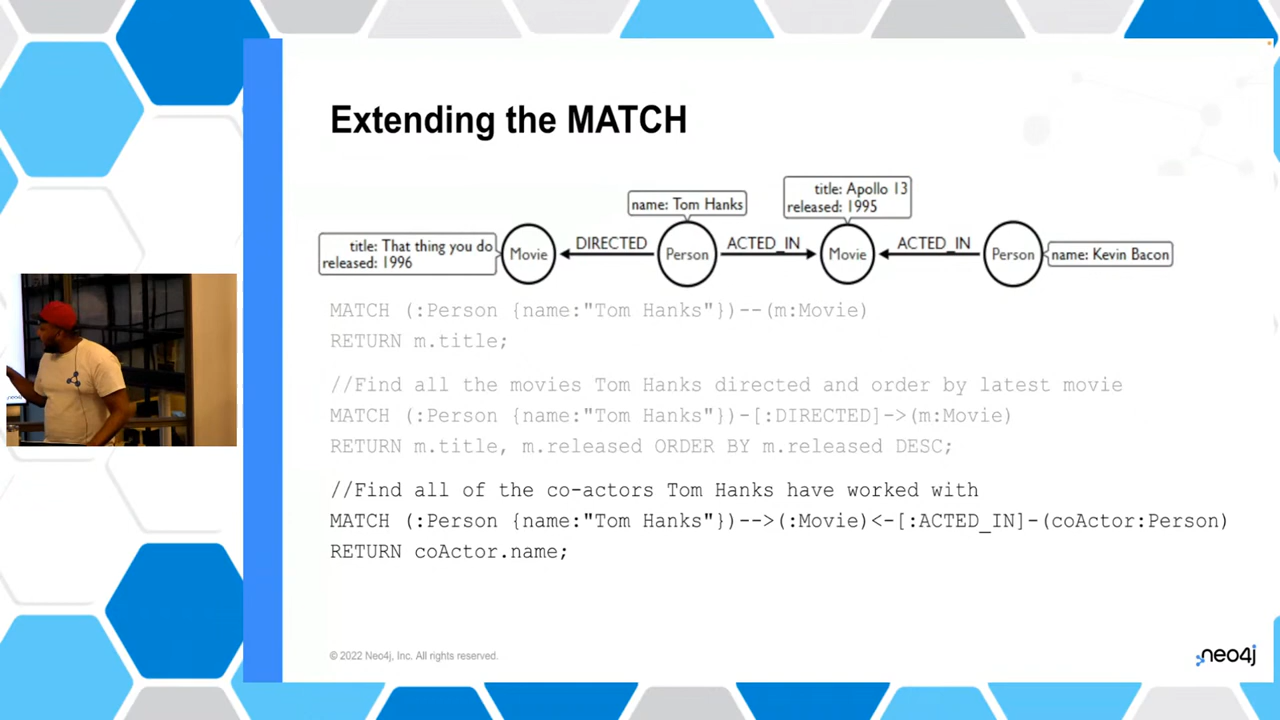 Extending the MATCH
title: Apollo 13
released: 1995
name: Tom Hanks
title: That thing you do
released: 1996
Movie
DIRECTED
Person
ACTED_IN
Movie
ACTED_IN
Person
name: Kevin Bacon
MATCH (:Person {name:"Tom Hanks"})--(m:Movie)
RETURN m.title;
//Find all the movies Tom Hanks directed and order by latest movie
MATCH (:Person {name:"Tom Hanks"})-[:DIRECTED]->(m:Movie)
RETURN m.title, m.released ORDER BY m.released DESC;
//Find all of the co-actors Tom Hanks have worked with
MATCH (:Person {name:"Tom Hanks"})-->(:Movie)<-[:ACTED_IN]-(coActor:Person)
RETURN coActor.name;
© 2022 Neo4j, Inc. All rights reserved.
neo4j